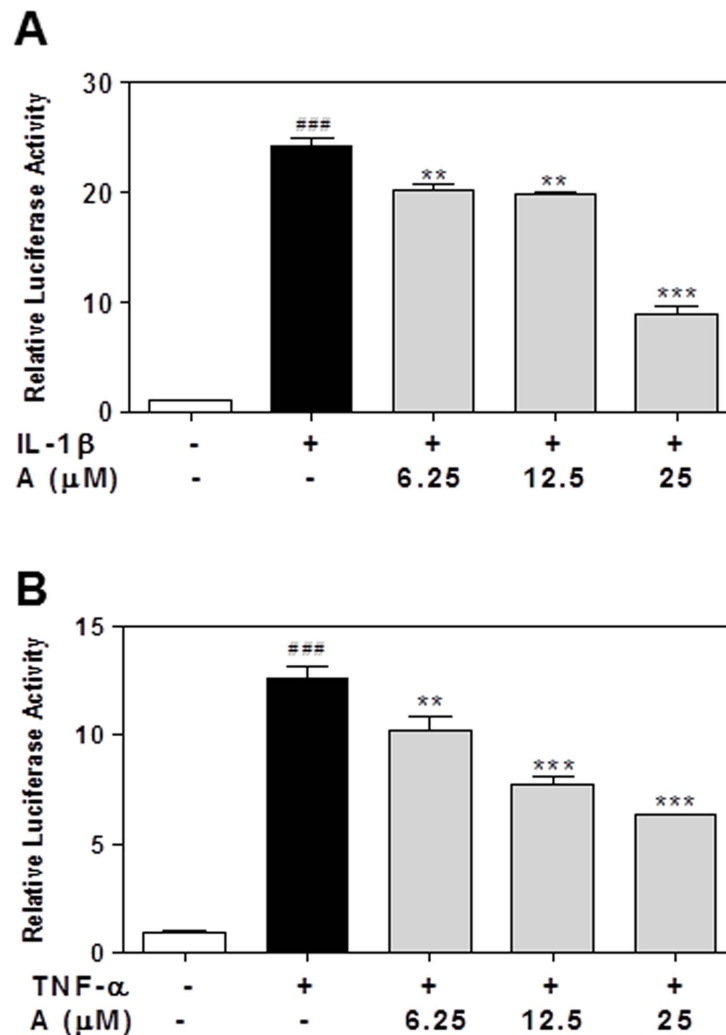 A
Relative Luciferase Activity
30
20
10
0
###
**
**
***
IL-1β - + + + +
A (μM) - - 6.25 12.5 25
B
Relative Luciferase Activity
15
10
5
0
###
**
***
***
TNF-α - + + + +
A (μM) - - 6.25 12.5 25